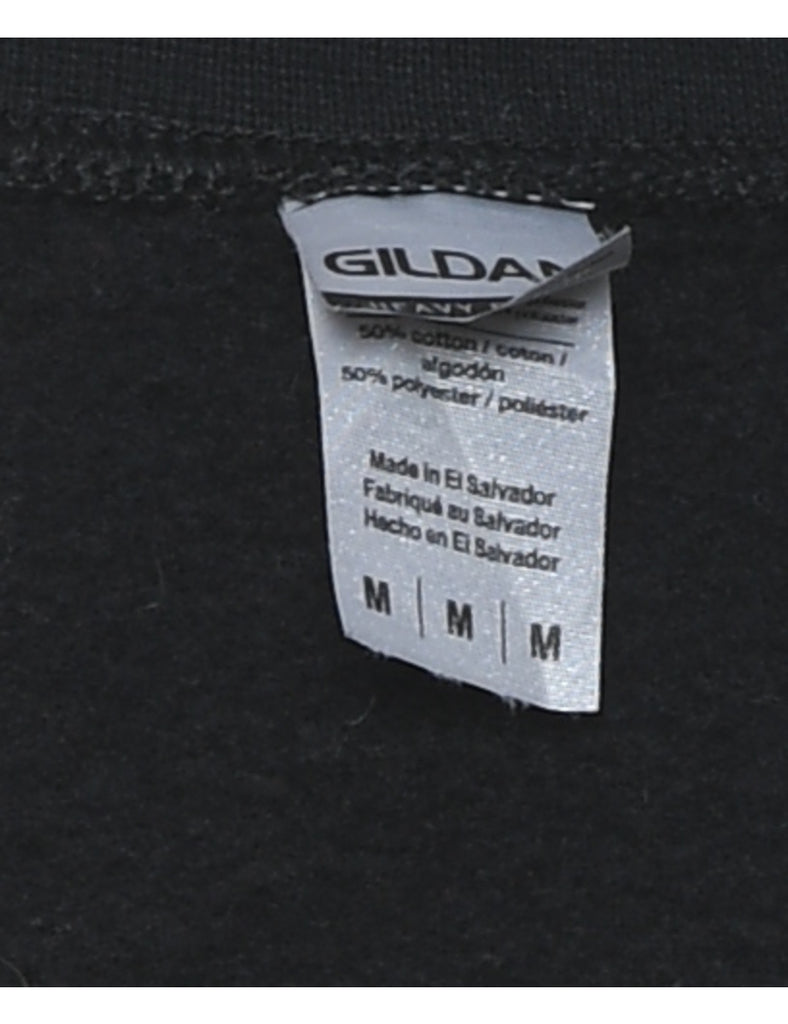 GILDAN
HEAVY
50% cotton / coton /
algodón
50% polyester / poliéster
Made in El Salvador
Fabriqué au Salvador
Hecho en El Salvador
M | M | M